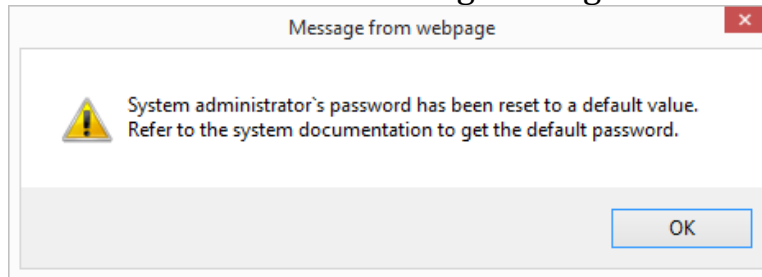 Message from webpage
System administrator`s password has been reset to a default value.
Refer to the system documentation to get the default password.
OK